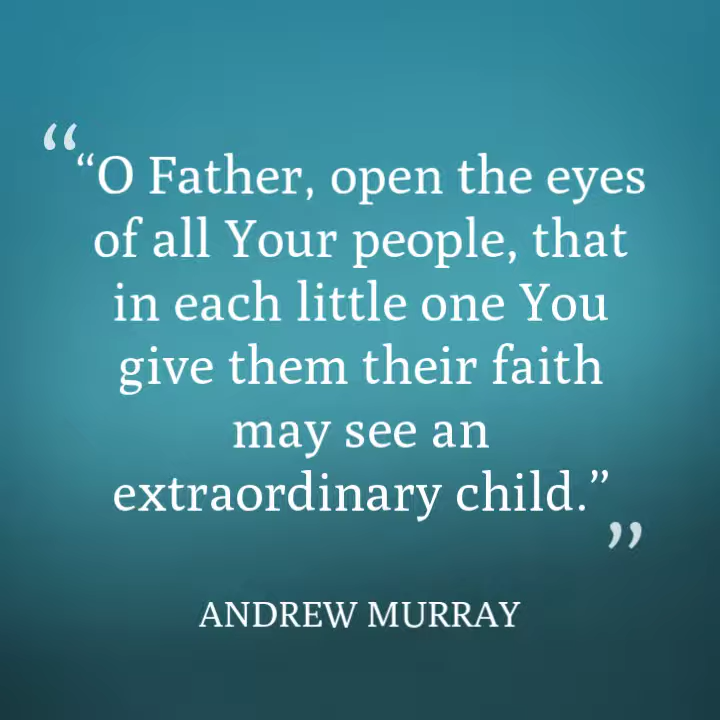 ““O Father, open the eyes
of all Your people, that
in each little one You
give them their faith
may see an
extraordinary child.”
”
ANDREW MURRAY